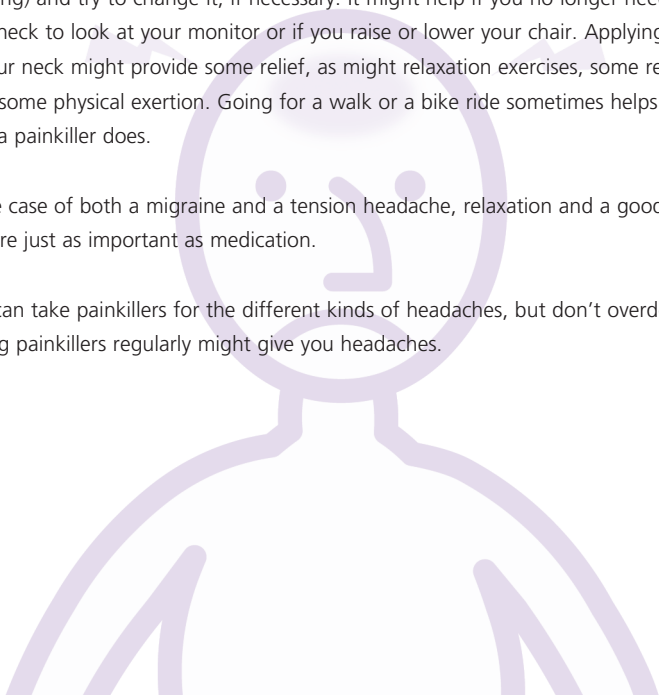 ng) and try to change it, if necessary. It might help if you no longer nee
neck to look at your monitor or if you raise or lower your chair. Applying
ur neck might provide some relief, as might relaxation exercises, some re
some physical exertion. Going for a walk or a bike ride sometimes helps
a painkiller does.
e case of both a migraine and a tension headache, relaxation and a good
re just as important as medication.
can take painkillers for the different kinds of headaches, but don’t overd
g painkillers regularly might give you headaches.